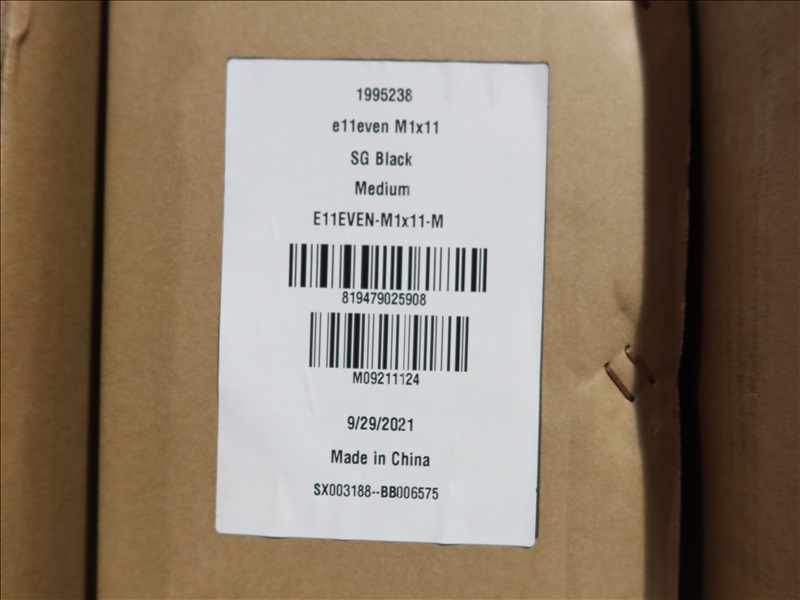 1995238
e11even M1x11
SG Black
Medium
E11EVEN-M1x11-M
819479025908
M09211124
9/29/2021
Made in China
SX003188--BB006575